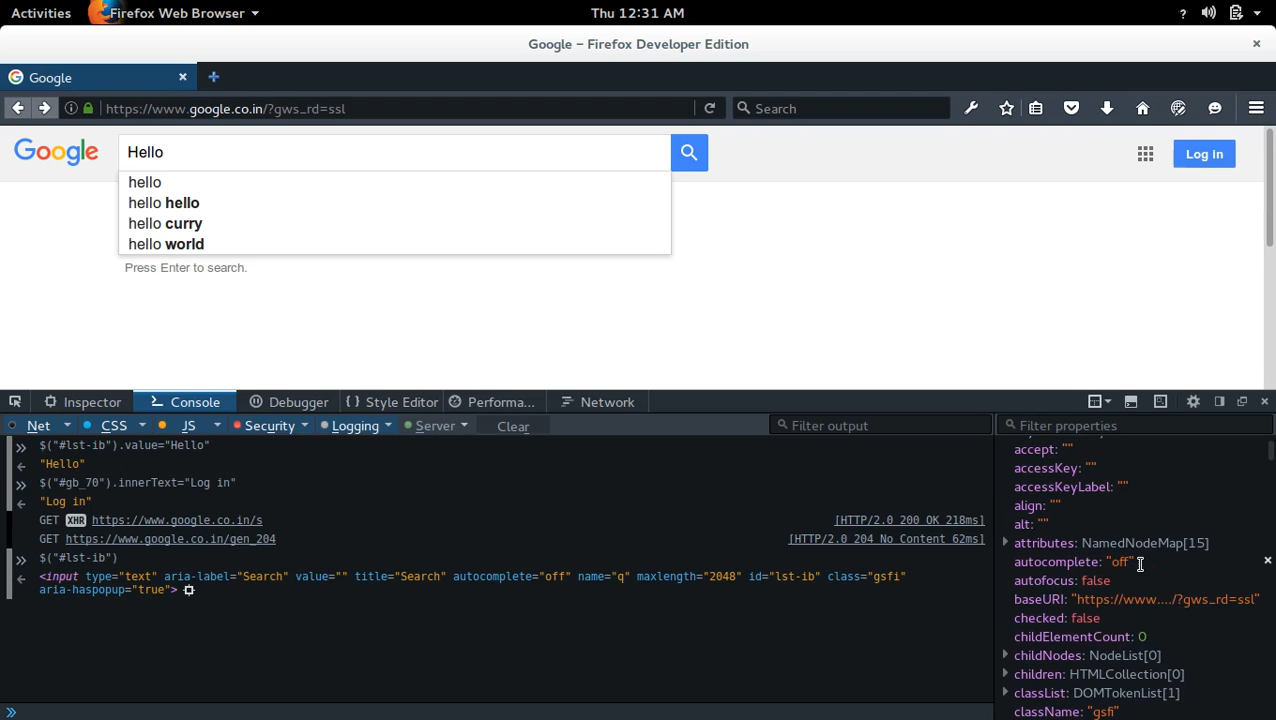 Activities Firefox Web Browser Thu 12:31 AM ?
Google – Firefox Developer Edition ×
Google × +
https://www.google.co.in/?gws_rd=ssl Search
Google Hello Log In
hello
hello hello
hello curry
hello world
Press Enter to search.
Inspector Console Debugger { } Style Editor Performa... Network
Net CSS JS Security Logging Server Clear Filter output Filter properties
$("#lst-ib").value="Hello"
"Hello"
$("#gb_70").innerText="Log in"
"Log in"
GET XHR https://www.google.co.in/s [HTTP/2.0 200 OK 218ms]
GET https://www.google.co.in/gen_204 [HTTP/2.0 204 No Content 62ms]
$("#lst-ib")
<input type="text" aria-label="Search" value="" title="Search" autocomplete="off" name="q" maxlength="2048" id="lst-ib" class="gsfi"
aria-haspopup="true">
accept: ""
accessKey: ""
accessKeyLabel: ""
align: ""
alt: ""
attributes: NamedNodeMap[15]
autocomplete: "off"
autofocus: false
baseURI: "https://www..../?gws_rd=ssl"
checked: false
childElementCount: 0
childNodes: NodeList[0]
children: HTMLCollection[0]
classList: DOMTokenList[1]
className: "gsfi"